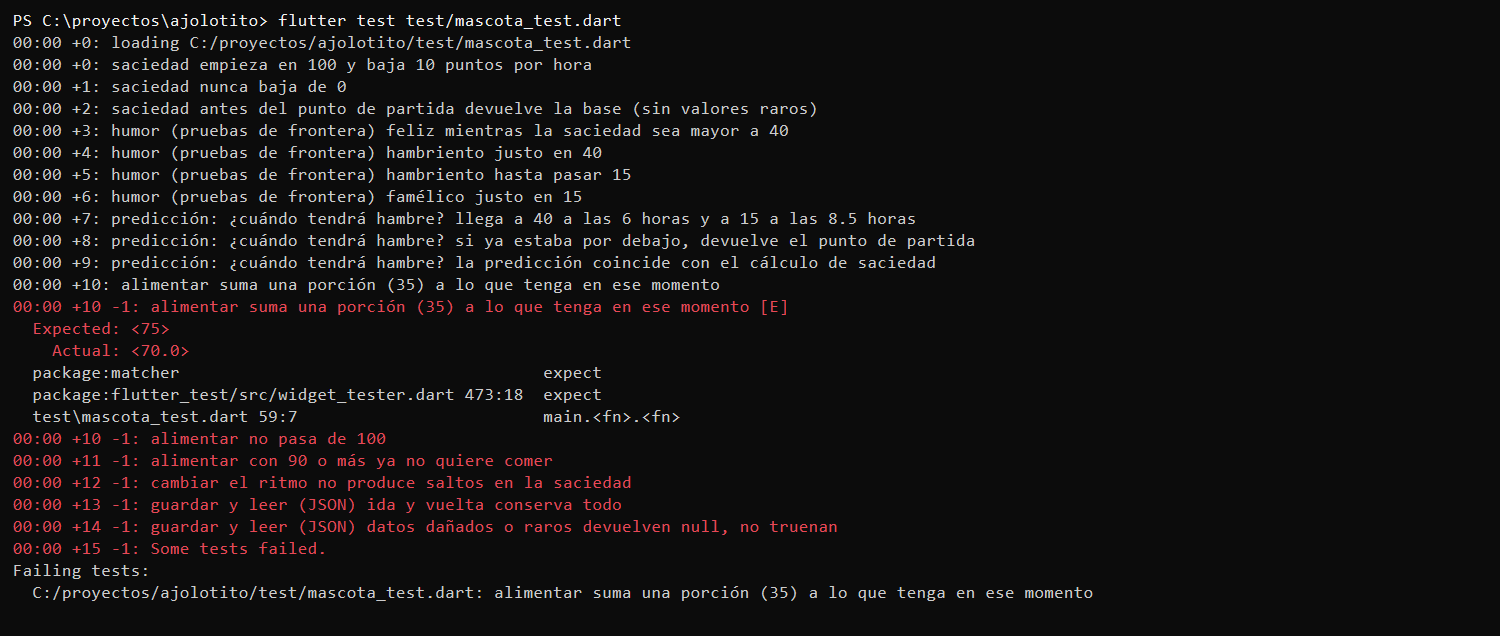 PS C:\proyectos\ajolotito> flutter test test/mascota_test.dart
00:00 +0: loading C:/proyectos/ajolotito/test/mascota_test.dart
00:00 +0: saciedad empieza en 100 y baja 10 puntos por hora
00:00 +1: saciedad nunca baja de 0
00:00 +2: saciedad antes del punto de partida devuelve la base (sin valores raros)
00:00 +3: humor (pruebas de frontera) feliz mientras la saciedad sea mayor a 40
00:00 +4: humor (pruebas de frontera) hambriento justo en 40
00:00 +5: humor (pruebas de frontera) hambriento hasta pasar 15
00:00 +6: humor (pruebas de frontera) famélico justo en 15
00:00 +7: predicción: ¿cuándo tendrá hambre? llega a 40 a las 6 horas y a 15 a las 8.5 horas
00:00 +8: predicción: ¿cuándo tendrá hambre? si ya estaba por debajo, devuelve el punto de partida
00:00 +9: predicción: ¿cuándo tendrá hambre? la predicción coincide con el cálculo de saciedad
00:00 +10: alimentar suma una porción (35) a lo que tenga en ese momento
00:00 +10 -1: alimentar suma una porción (35) a lo que tenga en ese momento [E]
  Expected: <75>
    Actual: <70.0>
  package:matcher                                     expect
  package:flutter_test/src/widget_tester.dart 473:18  expect
  test\mascota_test.dart 59:7                         main.<fn>.<fn>
00:00 +10 -1: alimentar no pasa de 100
00:00 +11 -1: alimentar con 90 o más ya no quiere comer
00:00 +12 -1: cambiar el ritmo no produce saltos en la saciedad
00:00 +13 -1: guardar y leer (JSON) ida y vuelta conserva todo
00:00 +14 -1: guardar y leer (JSON) datos dañados o raros devuelven null, no truenan
00:00 +15 -1: Some tests failed.
Failing tests:
  C:/proyectos/ajolotito/test/mascota_test.dart: alimentar suma una porción (35) a lo que tenga en ese momento